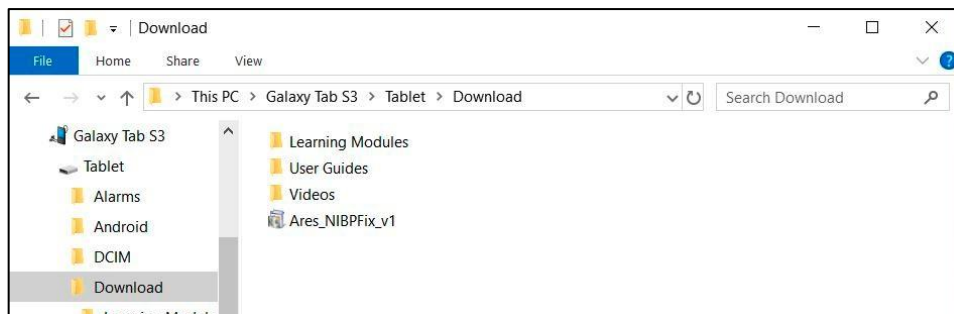 Download
File Home Share View
This PC > Galaxy Tab S3 > Tablet > Download
Search Download
Galaxy Tab S3
Tablet
Alarms
Android
DCIM
Download
Learning Modules
User Guides
Videos
Ares_NIBPFix_v1